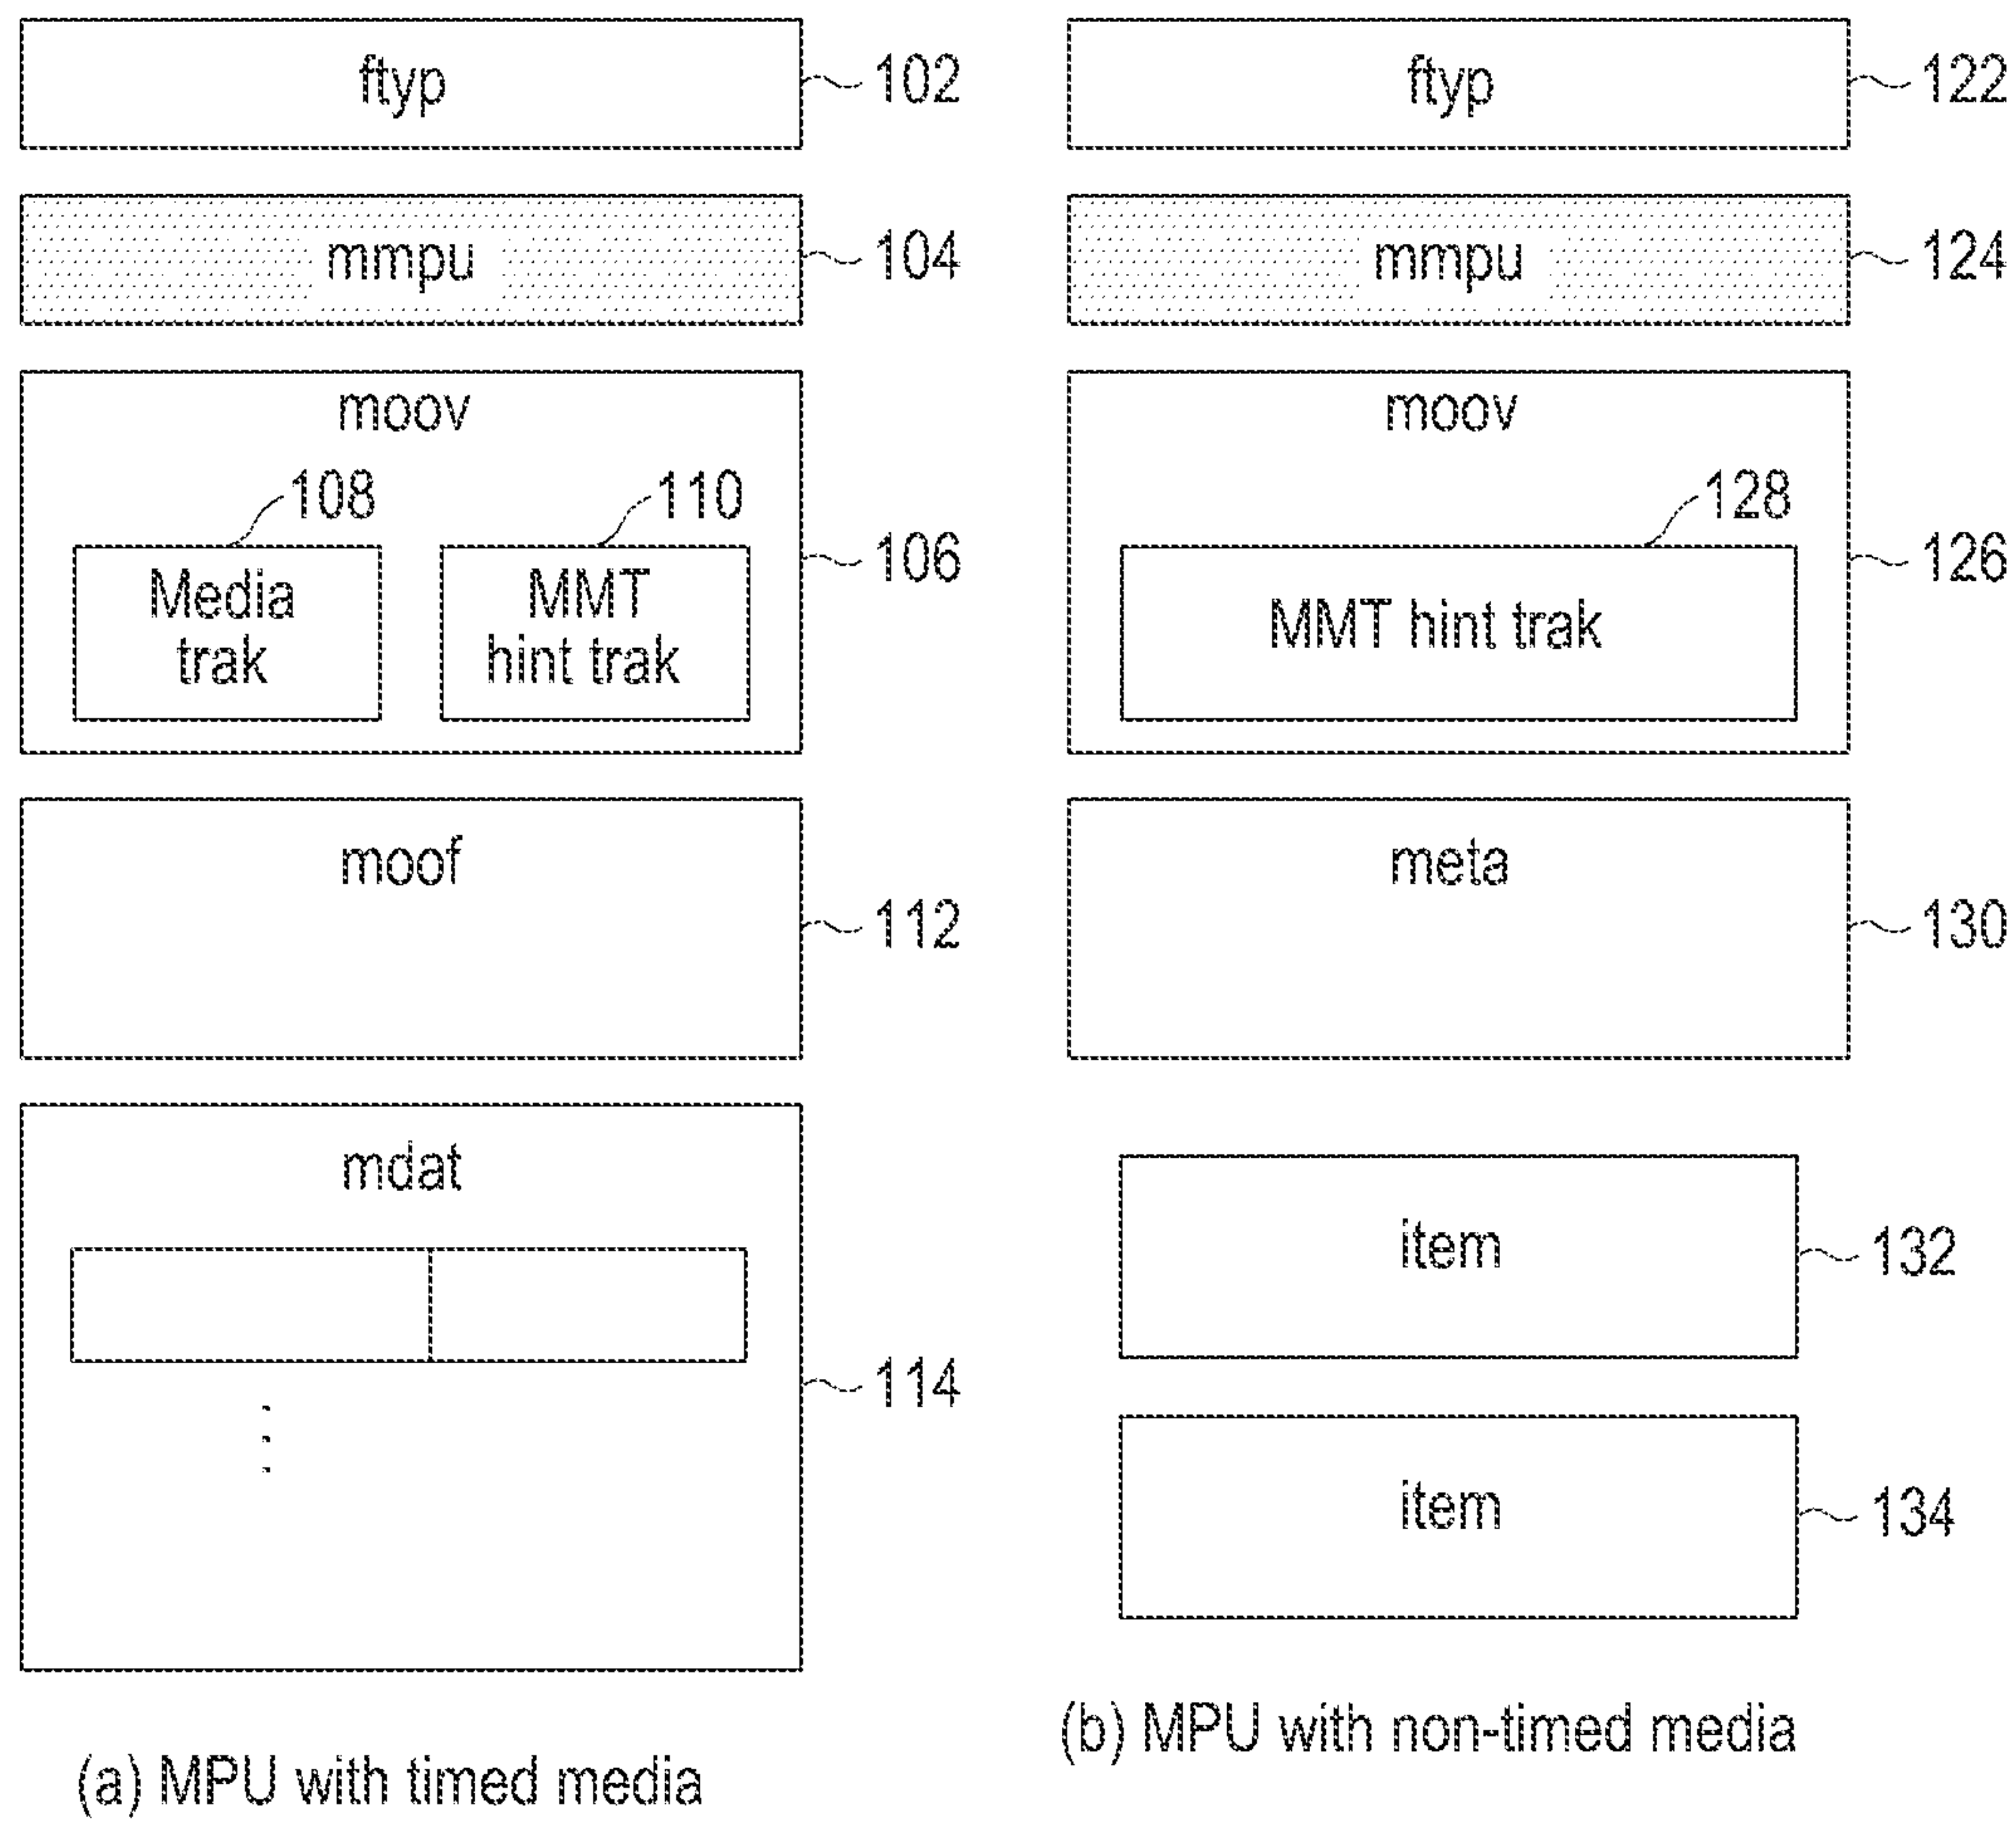 ftyp
102
mmpu
104
moov
108
110
Media
trak
MMT
hint trak
106
moof
112
mdat
114
(a) MPU with timed media
ftyp
122
mmpu
124
moov
128
MMT hint trak
126
meta
130
item
132
item
134
(b) MPU with non-timed media